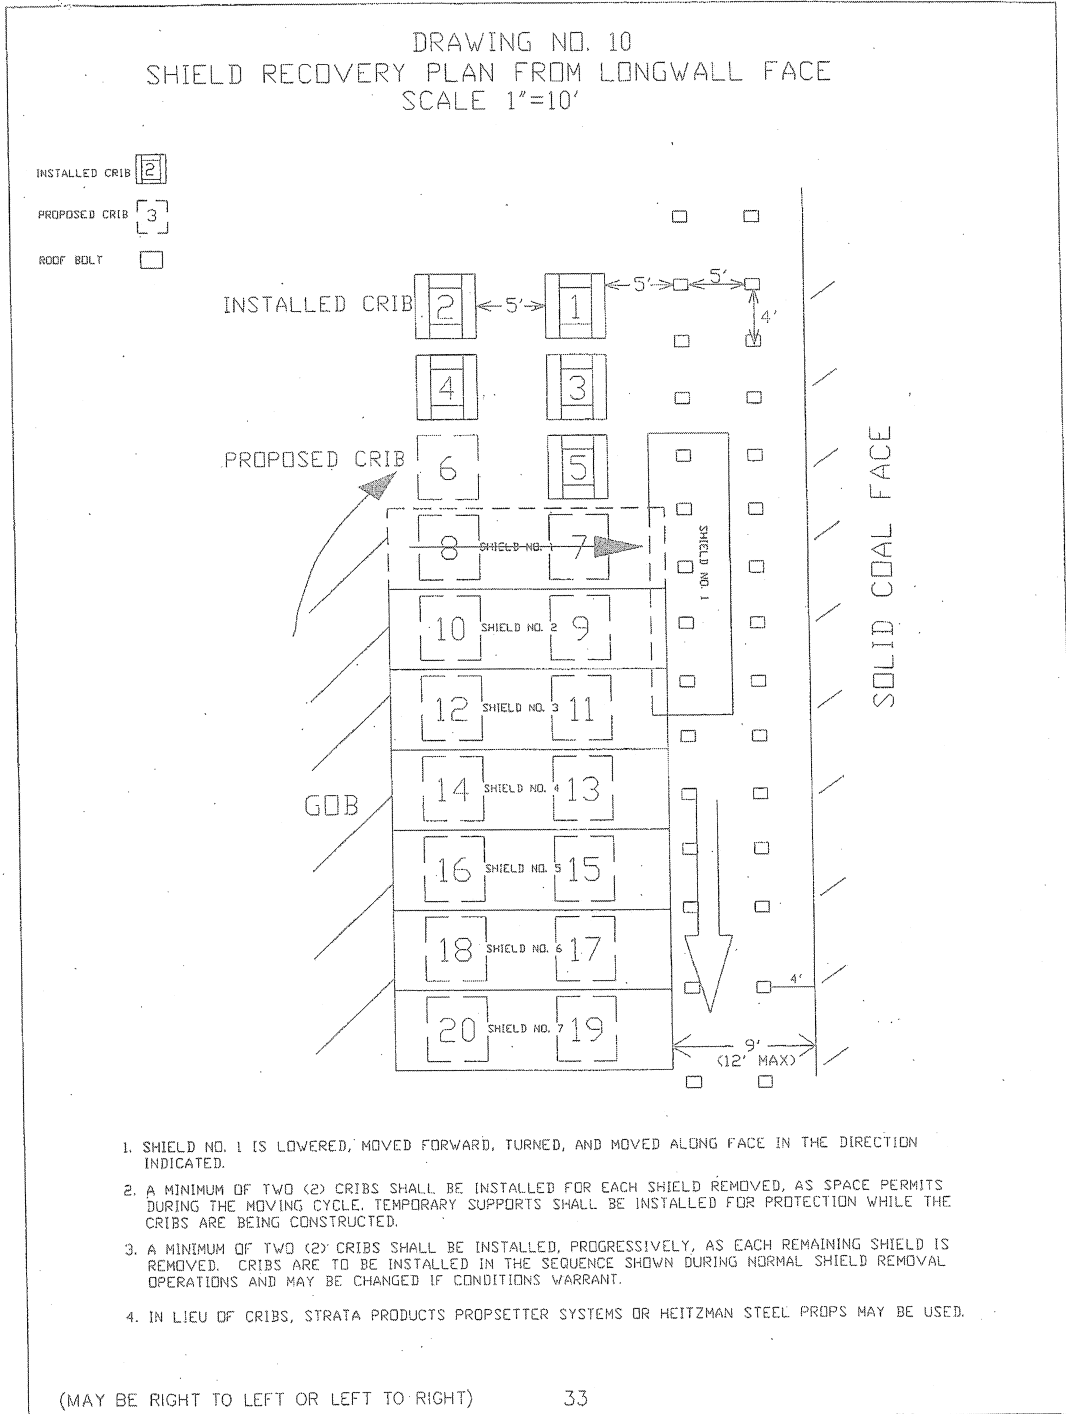 DRAWING NO. 10
SHIELD RECOVERY PLAN FROM LONGWALL FACE
SCALE 1"=10'
INSTALLED CRIB 2
PROPOSED CRIB 3
ROOF BOLT
INSTALLED CRIB 2 5' 1 5' 5'
4'
4 3
PROPOSED CRIB 6 5
8 SHIELD NO. 1 7
SHIELD NO. 1
SOLID COAL FACE
10 SHIELD NO. 2 9
12 SHIELD NO. 3 11
14 SHIELD NO. 4 13
GOB
16 SHIELD NO. 5 15
18 SHIELD NO. 6 17
4'
20 SHIELD NO. 7 19
9'
(12' MAX)
1. SHIELD NO. 1 IS LOWERED, MOVED FORWARD, TURNED, AND MOVED ALONG FACE IN THE DIRECTION
INDICATED.
2. A MINIMUM OF TWO (2) CRIBS SHALL BE INSTALLED FOR EACH SHIELD REMOVED, AS SPACE PERMITS
DURING THE MOVING CYCLE. TEMPORARY SUPPORTS SHALL BE INSTALLED FOR PROTECTION WHILE THE
CRIBS ARE BEING CONSTRUCTED.
3. A MINIMUM OF TWO (2) CRIBS SHALL BE INSTALLED, PROGRESSIVELY, AS EACH REMAINING SHIELD IS
REMOVED. CRIBS ARE TO BE INSTALLED IN THE SEQUENCE SHOWN DURING NORMAL SHIELD REMOVAL
OPERATIONS AND MAY BE CHANGED IF CONDITIONS WARRANT.
4. IN LIEU OF CRIBS, STRATA PRODUCTS PROPSETTER SYSTEMS OR HEITZMAN STEEL PROPS MAY BE USED.
(MAY BE RIGHT TO LEFT OR LEFT TO RIGHT) 33